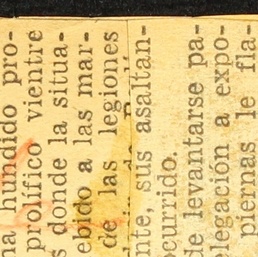 na hundido pro-
prolífico vientre
s donde la situa-
ebido a las mar-
de las legiones
nte, sus asaltan-
ocurrido.
de levantarse pa-
legación a expo-
piernas le fla-